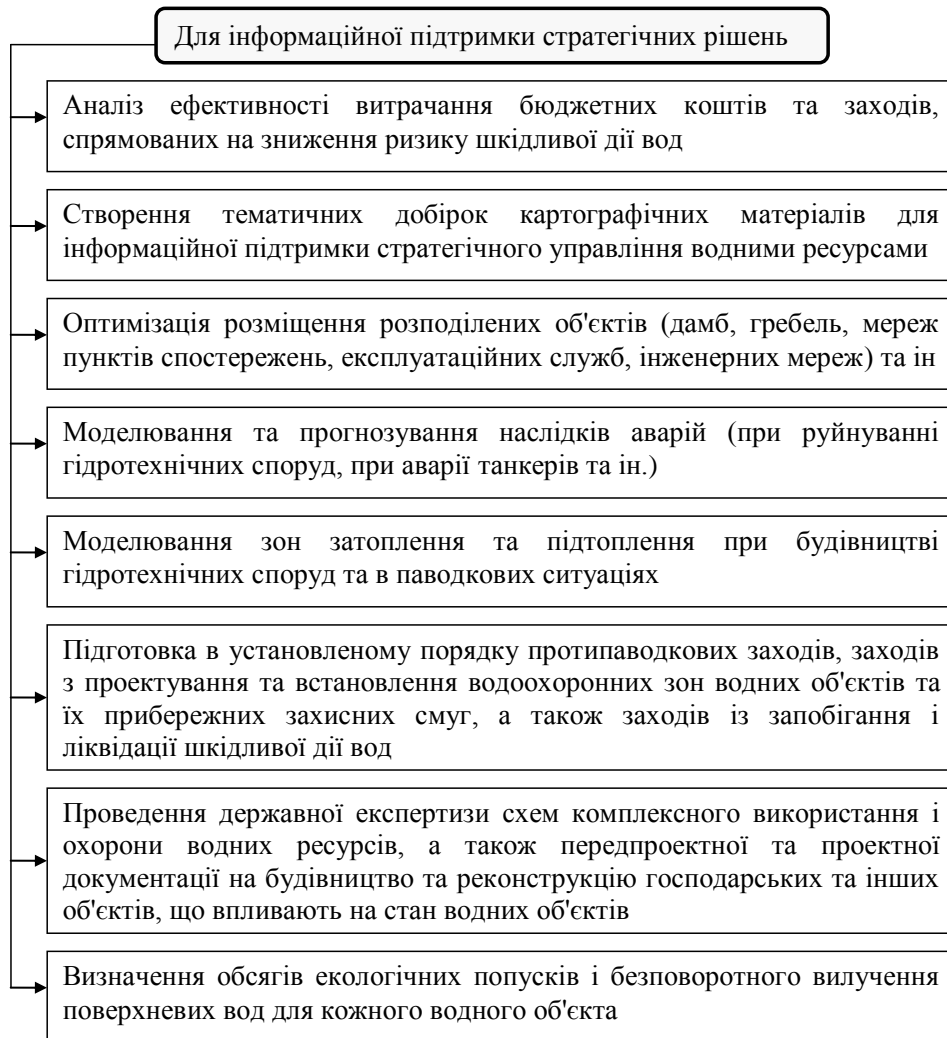 Для інформаційної підтримки стратегічних рішень
Аналіз ефективності витрачання бюджетних коштів та заходів,
спрямованих на зниження ризику шкідливої дії вод
Створення тематичних добірок картографічних матеріалів для
інформаційної підтримки стратегічного управління водними ресурсами
Оптимізація розміщення розподілених об'єктів (дамб, гребель, мереж
пунктів спостережень, експлуатаційних служб, інженерних мереж) та ін
Моделювання та прогнозування наслідків аварій (при руйнуванні
гідротехнічних споруд, при аварії танкерів та ін.)
Моделювання зон затоплення та підтоплення при будівництві
гідротехнічних споруд та в паводкових ситуаціях
Підготовка в установленому порядку протипаводкових заходів, заходів
з проектування та встановлення водоохоронних зон водних об'єктів та
їх прибережних захисних смуг, а також заходів із запобігання і
ліквідації шкідливої дії вод
Проведення державної експертизи схем комплексного використання і
охорони водних ресурсів, а також передпроектної та проектної
документації на будівництво та реконструкцію господарських та інших
об'єктів, що впливають на стан водних об'єктів
Визначення обсягів екологічних попусків і безповоротного вилучення
поверхневих вод для кожного водного об'єкта